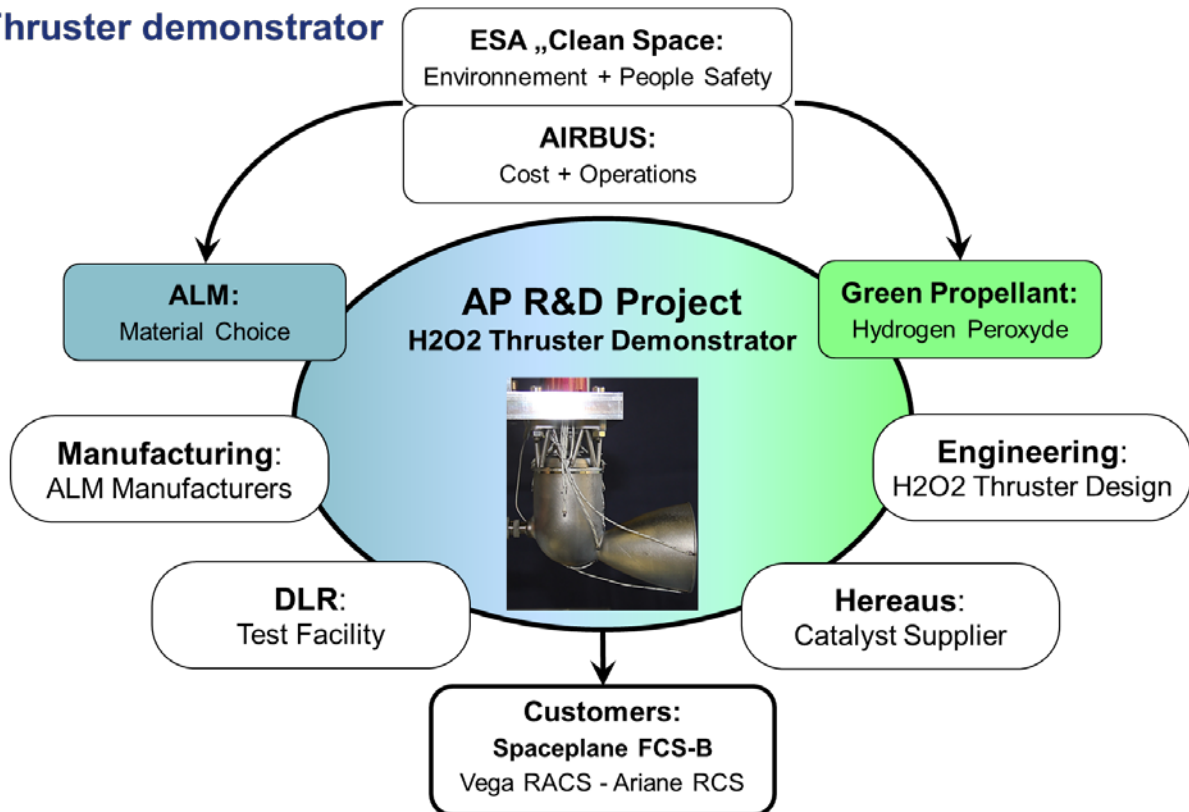 Thruster demonstrator
ESA „Clean Space:
Environnement + People Safety
AIRBUS:
Cost + Operations
ALM:
Material Choice
AP R&D Project
H2O2 Thruster Demonstrator
Green Propellant:
Hydrogen Peroxyde
Manufacturing:
ALM Manufacturers
Engineering:
H2O2 Thruster Design
DLR:
Test Facility
Hereaus:
Catalyst Supplier
Customers:
Spaceplane FCS-B
Vega RACS - Ariane RCS